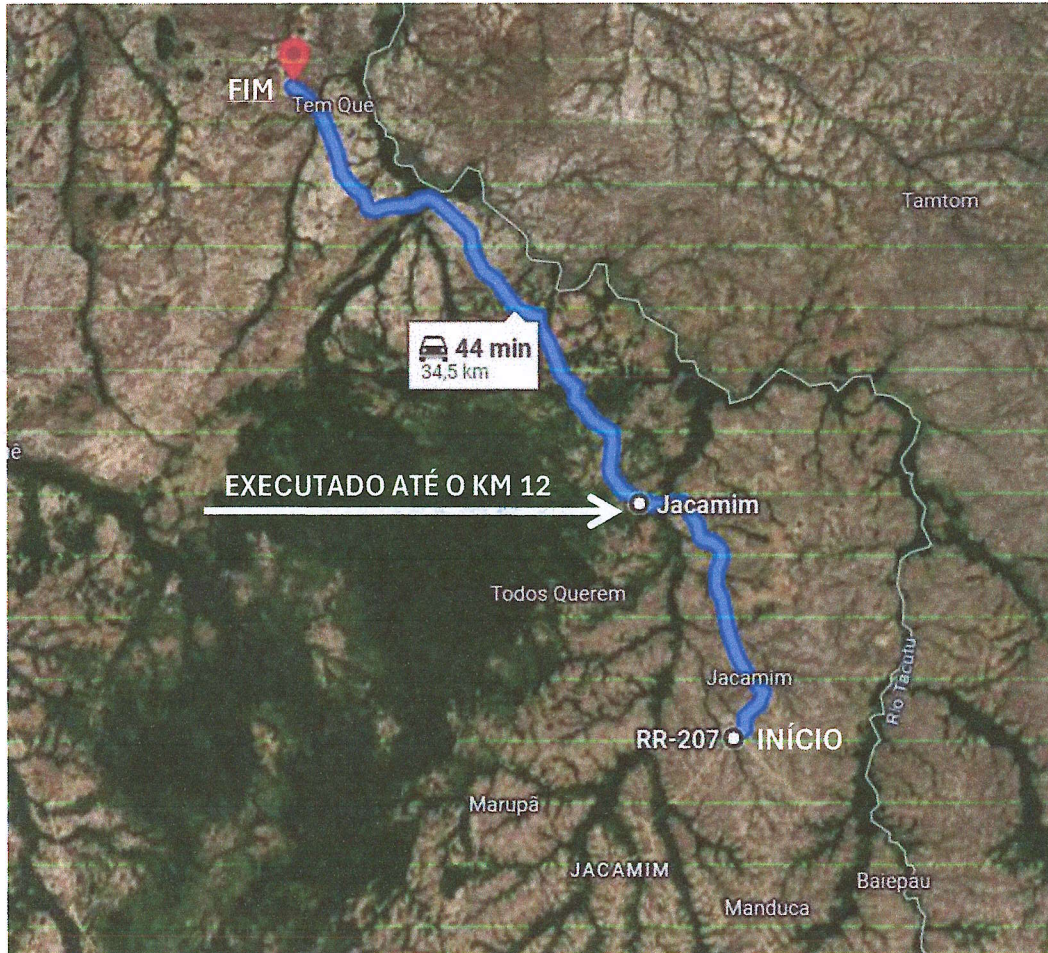 FIM
Tem Que
Tamtom
44 min
34,5 km
EXECUTADO ATÉ O KM 12
Jacamim
Todos Querem
Rio Tacutu
Jacamim
RR-207
INÍCIO
Marupã
JACAMIM
Baiepau
Manduca